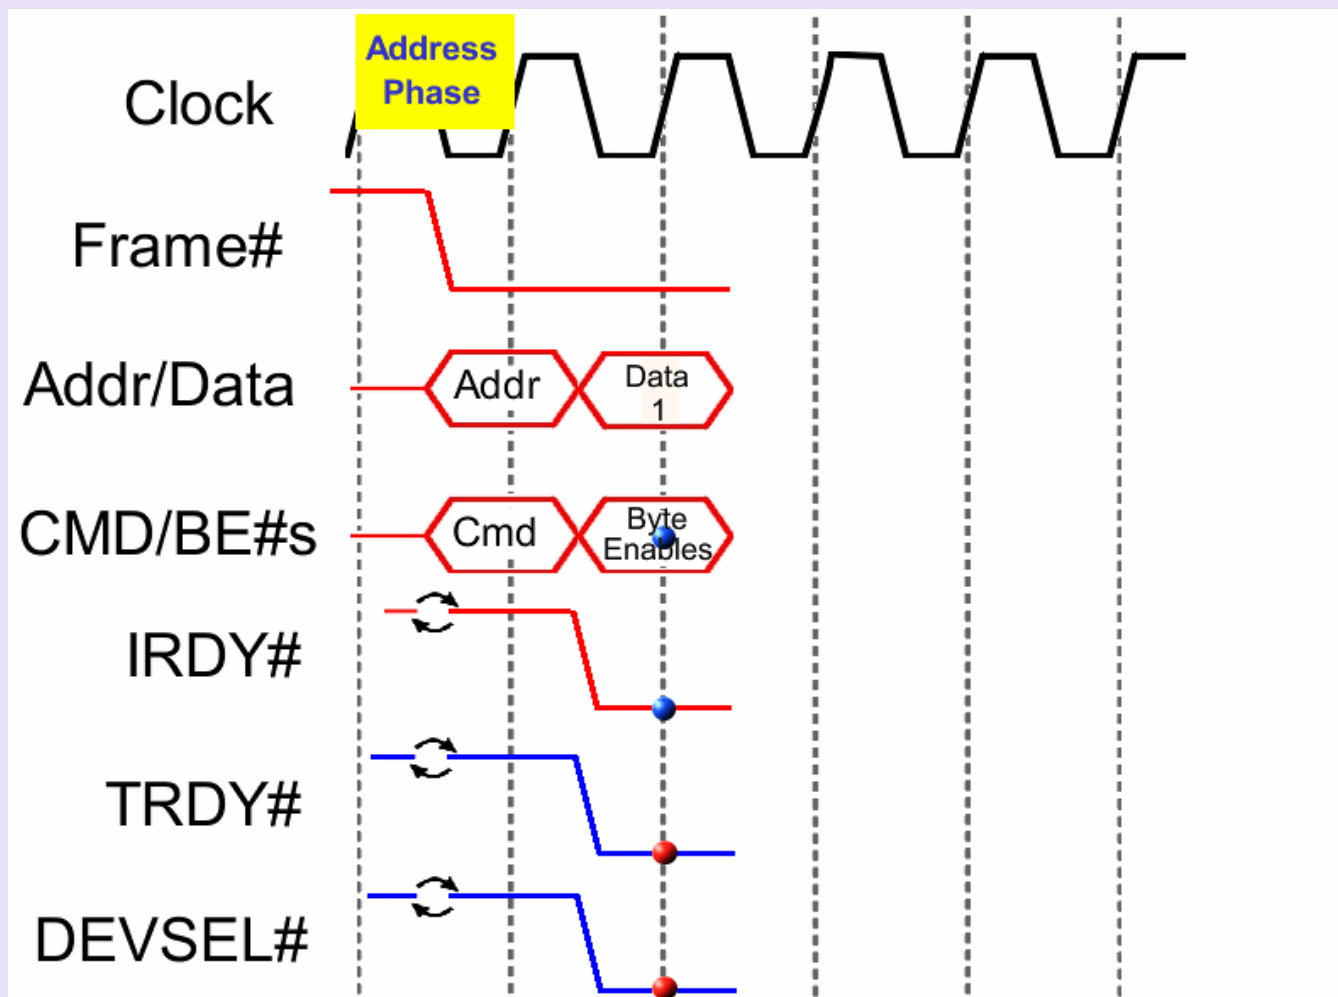 Address
Phase
Clock
Frame#
Addr/Data
Addr
Data
1
CMD/BE#s
Cmd
Byte
Enables
IRDY#
TRDY#
DEVSEL#